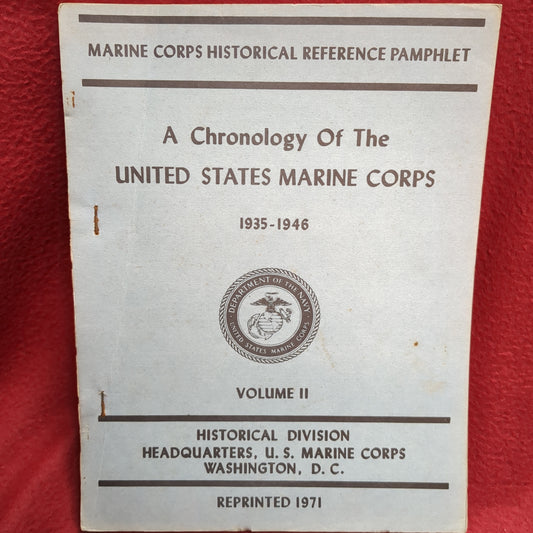 MARINE CORPS HISTORICAL REFERENCE PAMPHLET
A Chronology Of The
UNITED STATES MARINE CORPS
1935-1946
DEPARTMENT OF THE NAVY
UNITED STATES MARINE CORPS
VOLUME II
HISTORICAL DIVISION
HEADQUARTERS, U. S. MARINE CORPS
WASHINGTON, D. C.
REPRINTED 1971